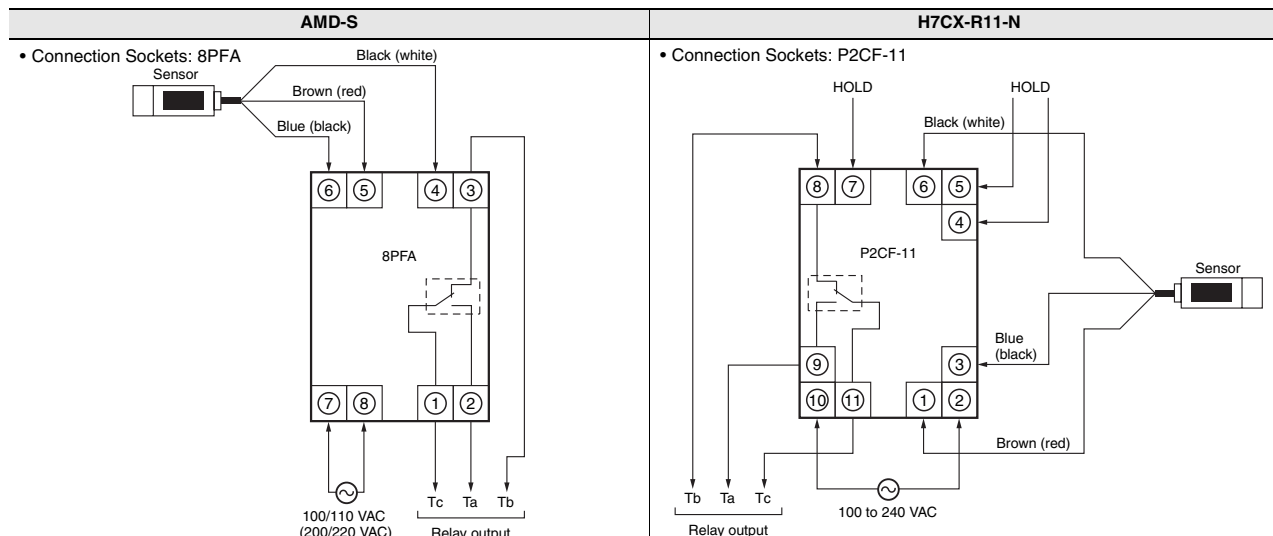 AMD-S
• Connection Sockets: 8PFA
Sensor
Black (white)
Brown (red)
Blue (black)
⑥ ⑤ ④ ③
8PFA
⑦ ⑧ ① ②
Tc Ta Tb
100/110 VAC
(200/220 VAC)
Relay output
H7CX-R11-N
• Connection Sockets: P2CF-11
HOLD HOLD
Black (white)
⑧ ⑦ ⑥ ⑤
④
P2CF-11
Sensor
Blue
(black)
⑨ ③
⑩ ⑪ ① ②
Brown (red)
Tb Ta Tc
100 to 240 VAC
Relay output